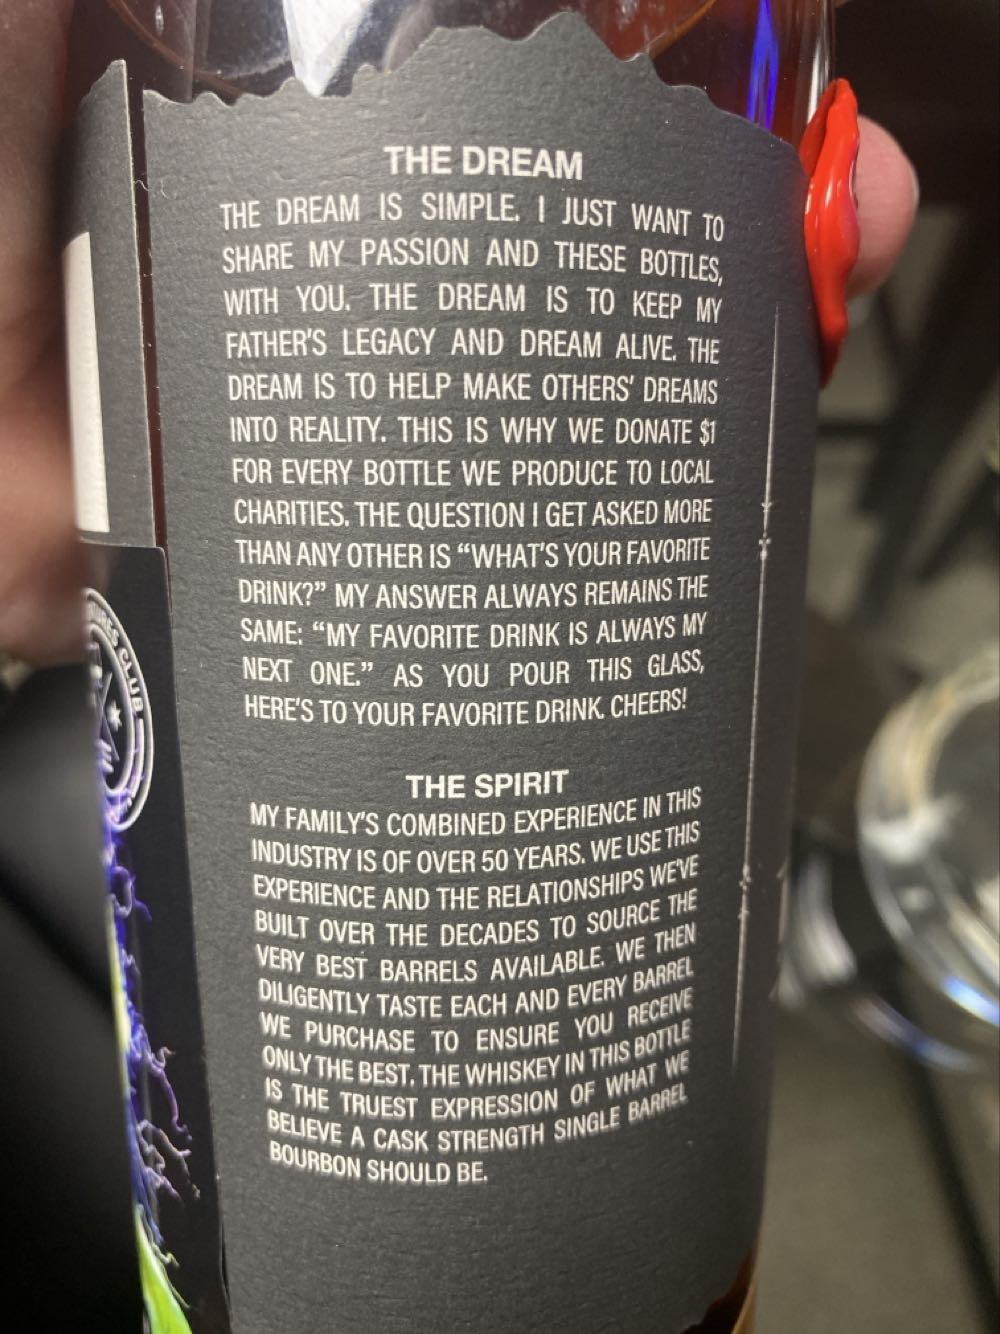 THE DREAM
THE DREAM IS SIMPLE. I JUST WANT TO
SHARE MY PASSION AND THESE BOTTLES,
WITH YOU. THE DREAM IS TO KEEP MY
FATHER'S LEGACY AND DREAM ALIVE. THE
DREAM IS TO HELP MAKE OTHERS' DREAMS
INTO REALITY. THIS IS WHY WE DONATE $1
FOR EVERY BOTTLE WE PRODUCE TO LOCAL
CHARITIES. THE QUESTION I GET ASKED MORE
THAN ANY OTHER IS “WHAT'S YOUR FAVORITE
DRINK?” MY ANSWER ALWAYS REMAINS THE
SAME: “MY FAVORITE DRINK IS ALWAYS MY
NEXT ONE.” AS YOU POUR THIS GLASS,
HERE'S TO YOUR FAVORITE DRINK. CHEERS!
THE SPIRIT
MY FAMILY'S COMBINED EXPERIENCE IN THIS
INDUSTRY IS OF OVER 50 YEARS. WE USE THIS
EXPERIENCE AND THE RELATIONSHIPS WE'VE
BUILT OVER THE DECADES TO SOURCE THE
VERY BEST BARRELS AVAILABLE. WE THEN
DILIGENTLY TASTE EACH AND EVERY BARREL
WE PURCHASE TO ENSURE YOU RECEIVE
ONLY THE BEST. THE WHISKEY IN THIS BOTTLE
IS THE TRUEST EXPRESSION OF WHAT WE
BELIEVE A CASK STRENGTH SINGLE BARREL
BOURBON SHOULD BE.
CLUB